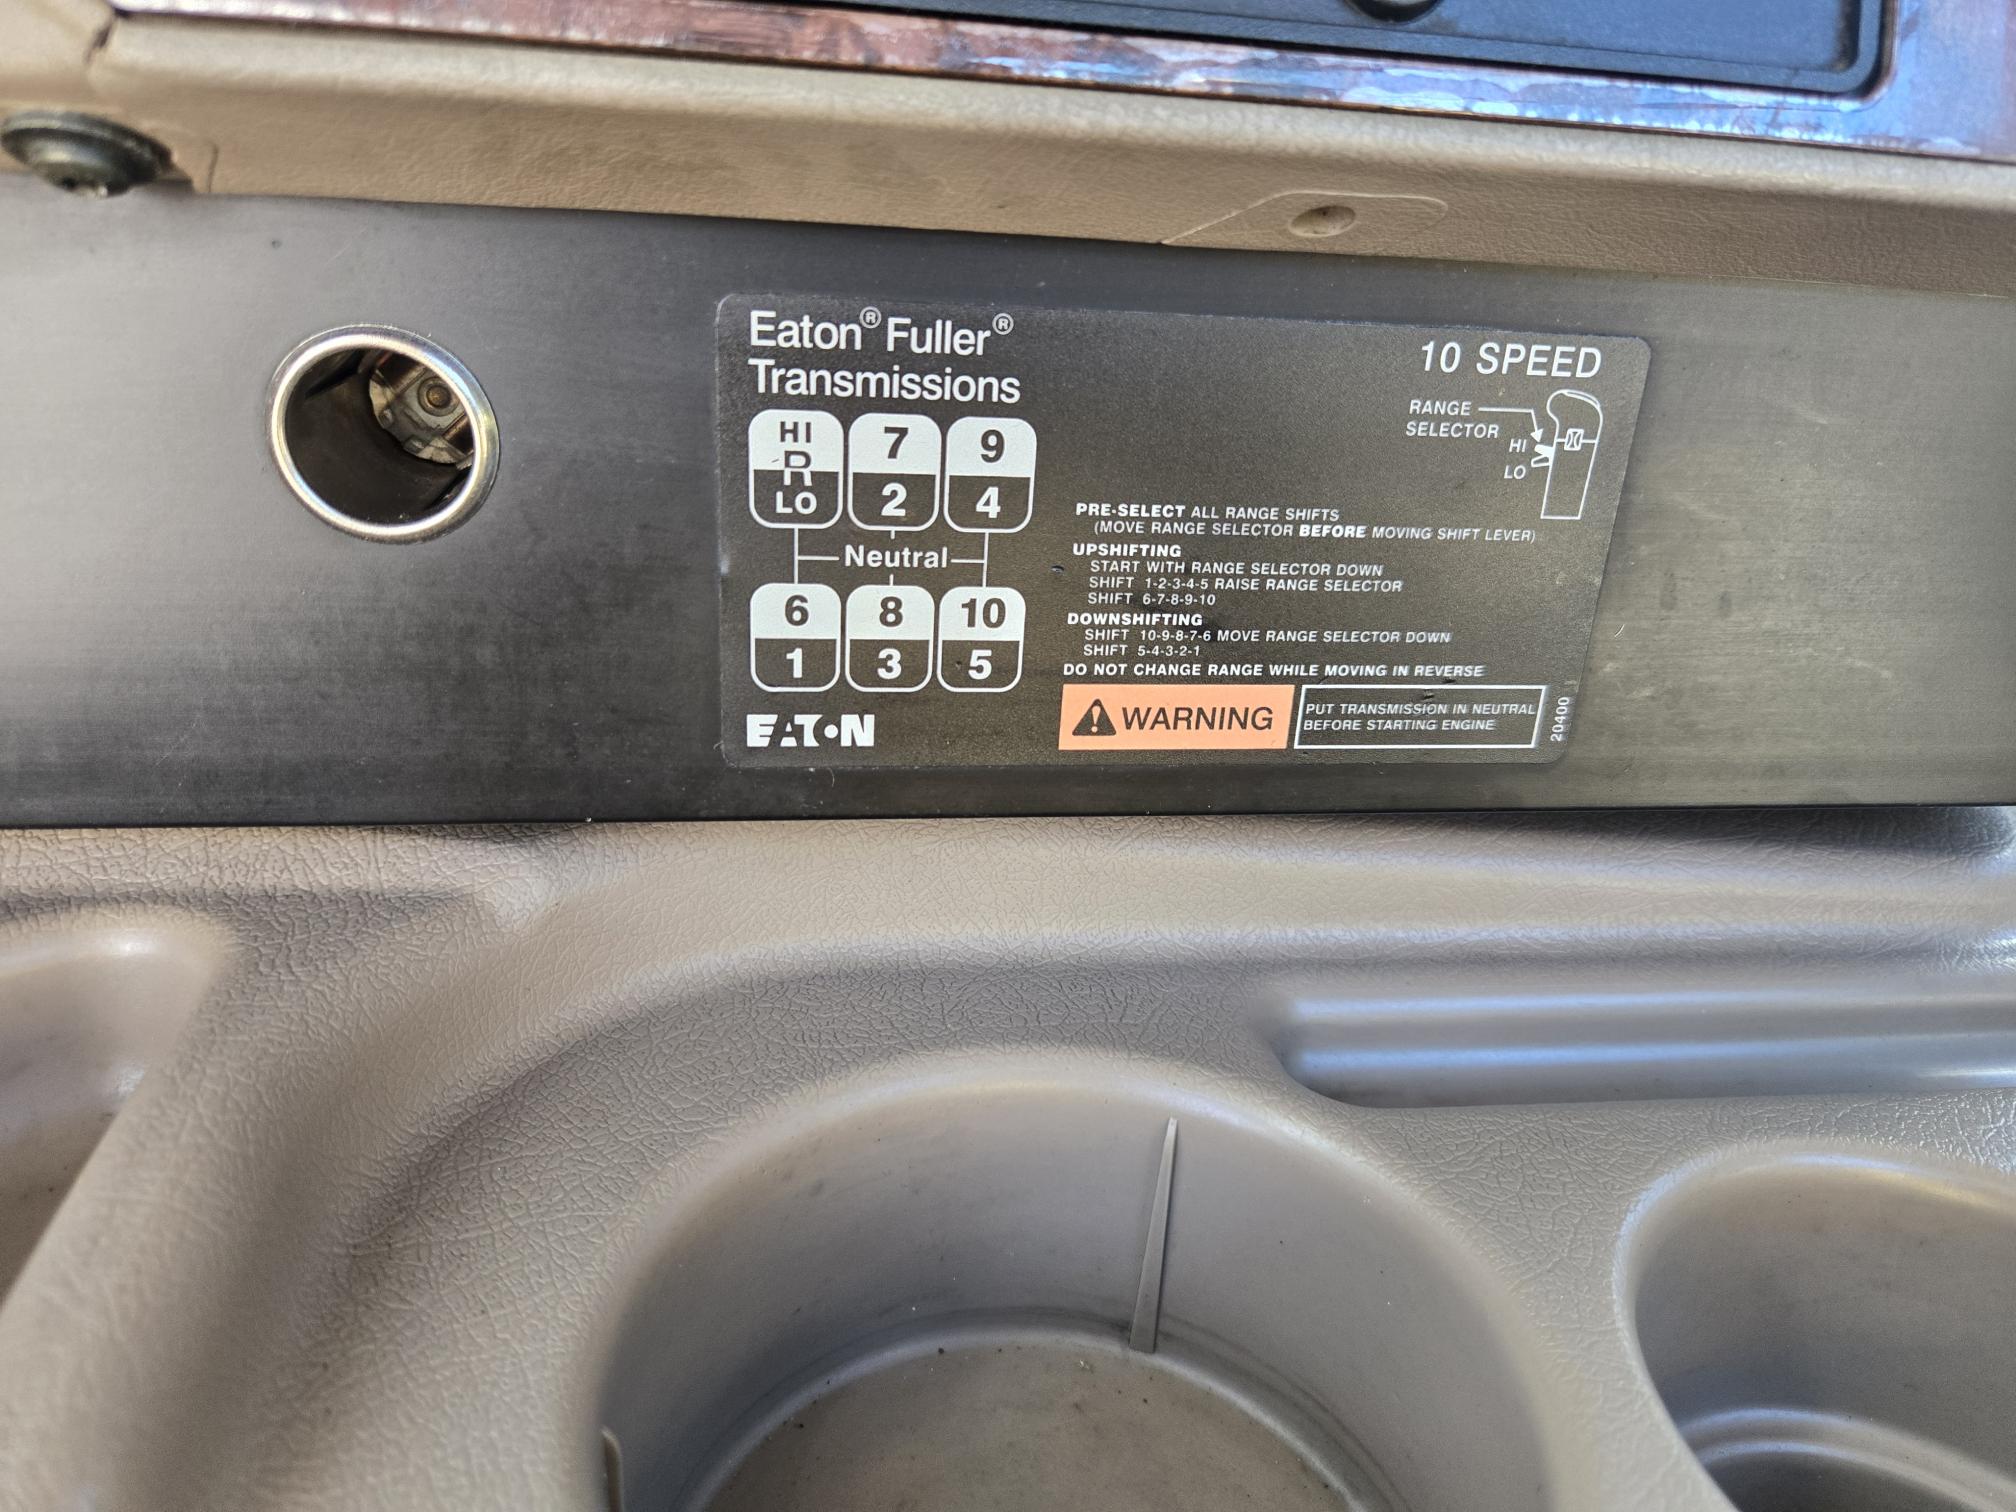 Eaton® Fuller®
Transmissions
10 SPEED
HI
R
LO
7
2
9
4
Neutral
6
1
8
3
10
5
EATON
RANGE
SELECTOR
HI
LO
PRE-SELECT ALL RANGE SHIFTS
(MOVE RANGE SELECTOR BEFORE MOVING SHIFT LEVER)
UPSHIFTING
START WITH RANGE SELECTOR DOWN
SHIFT 1-2-3-4-5 RAISE RANGE SELECTOR
SHIFT 6-7-8-9-10
DOWNSHIFTING
SHIFT 10-9-8-7-6 MOVE RANGE SELECTOR DOWN
SHIFT 5-4-3-2-1
DO NOT CHANGE RANGE WHILE MOVING IN REVERSE
WARNING
PUT TRANSMISSION IN NEUTRAL
BEFORE STARTING ENGINE
20400